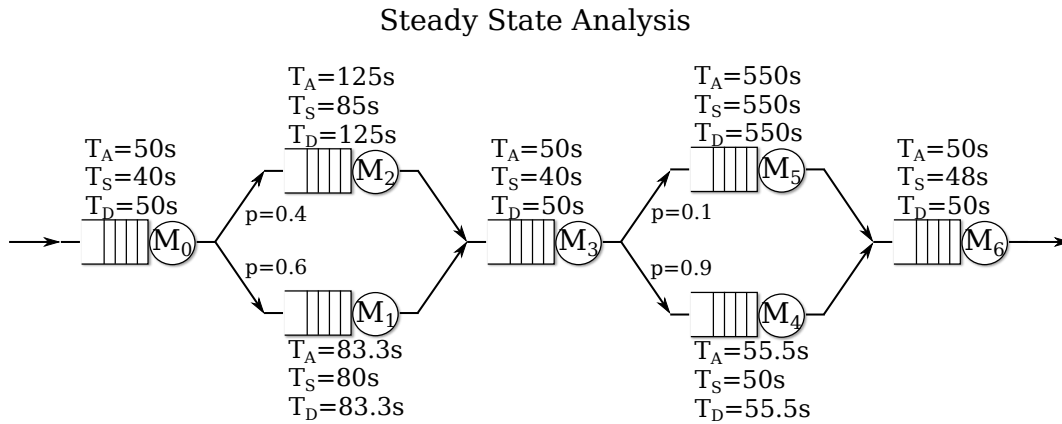 Steady State Analysis
T_A=50s
T_S=40s
T_D=50s
M_0
T_A=125s
T_S=85s
T_D=125s
M_2
p=0.4
p=0.6
M_1
T_A=83.3s
T_S=80s
T_D=83.3s
T_A=50s
T_S=40s
T_D=50s
M_3
T_A=550s
T_S=550s
T_D=550s
M_5
p=0.1
p=0.9
M_4
T_A=55.5s
T_S=50s
T_D=55.5s
T_A=50s
T_S=48s
T_D=50s
M_6